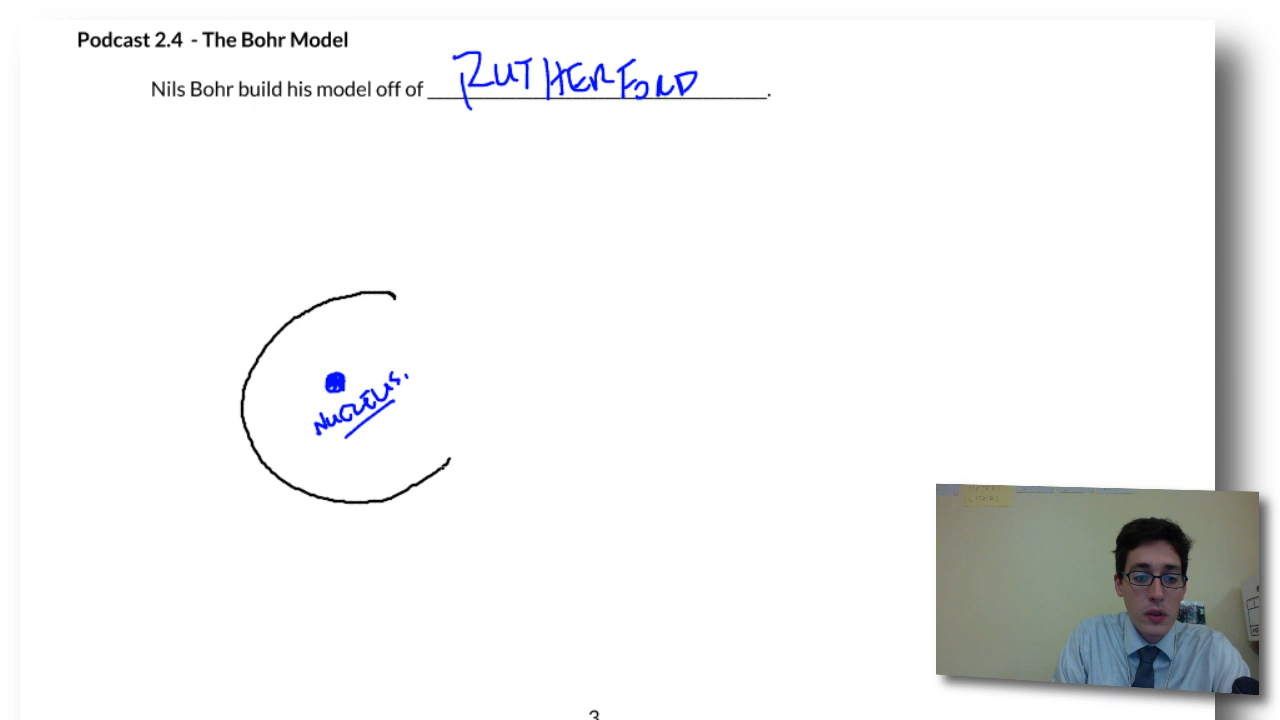 Podcast 2.4 - The Bohr Model
Nils Bohr build his model off of RUTHERFORD.
NUCLEUS.
3